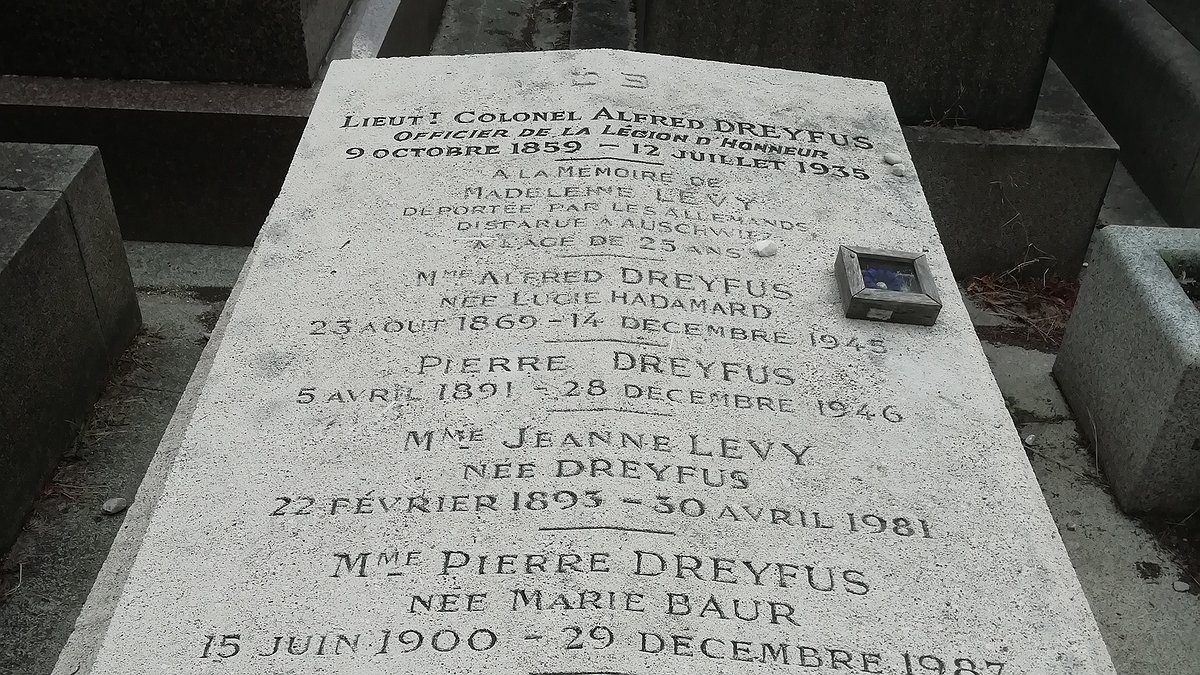 פ ט
LIEUTT COLONEL ALFRED DREYFUS
OFFICIER DE LA LÉGION D'HONNEUR
9 OCTOBRE 1859 - 12 JUILLET 1935
A LA MÉMOIRE DE
MADELEINE LEVY
DÉPORTÉE PAR LES ALLEMANDS,
DISPARUE A AUSCHWITZ
A L'AGE DE 25 ANS
MME ALFRED DREYFUS
NÉE LUCIE HADAMARD
23 AOUT 1869 - 14 DÉCEMBRE 1945
PIERRE DREYFUS
5 AVRIL 1891 - 28 DÉCEMBRE 1946
MME JEANNE LEVY
NÉE DREYFUS
22 FÉVRIER 1893 - 30 AVRIL 1981
MME PIERRE DREYFUS
NÉE MARIE BAUR
15 JUIN 1900 - 29 DÉCEMBRE 1987